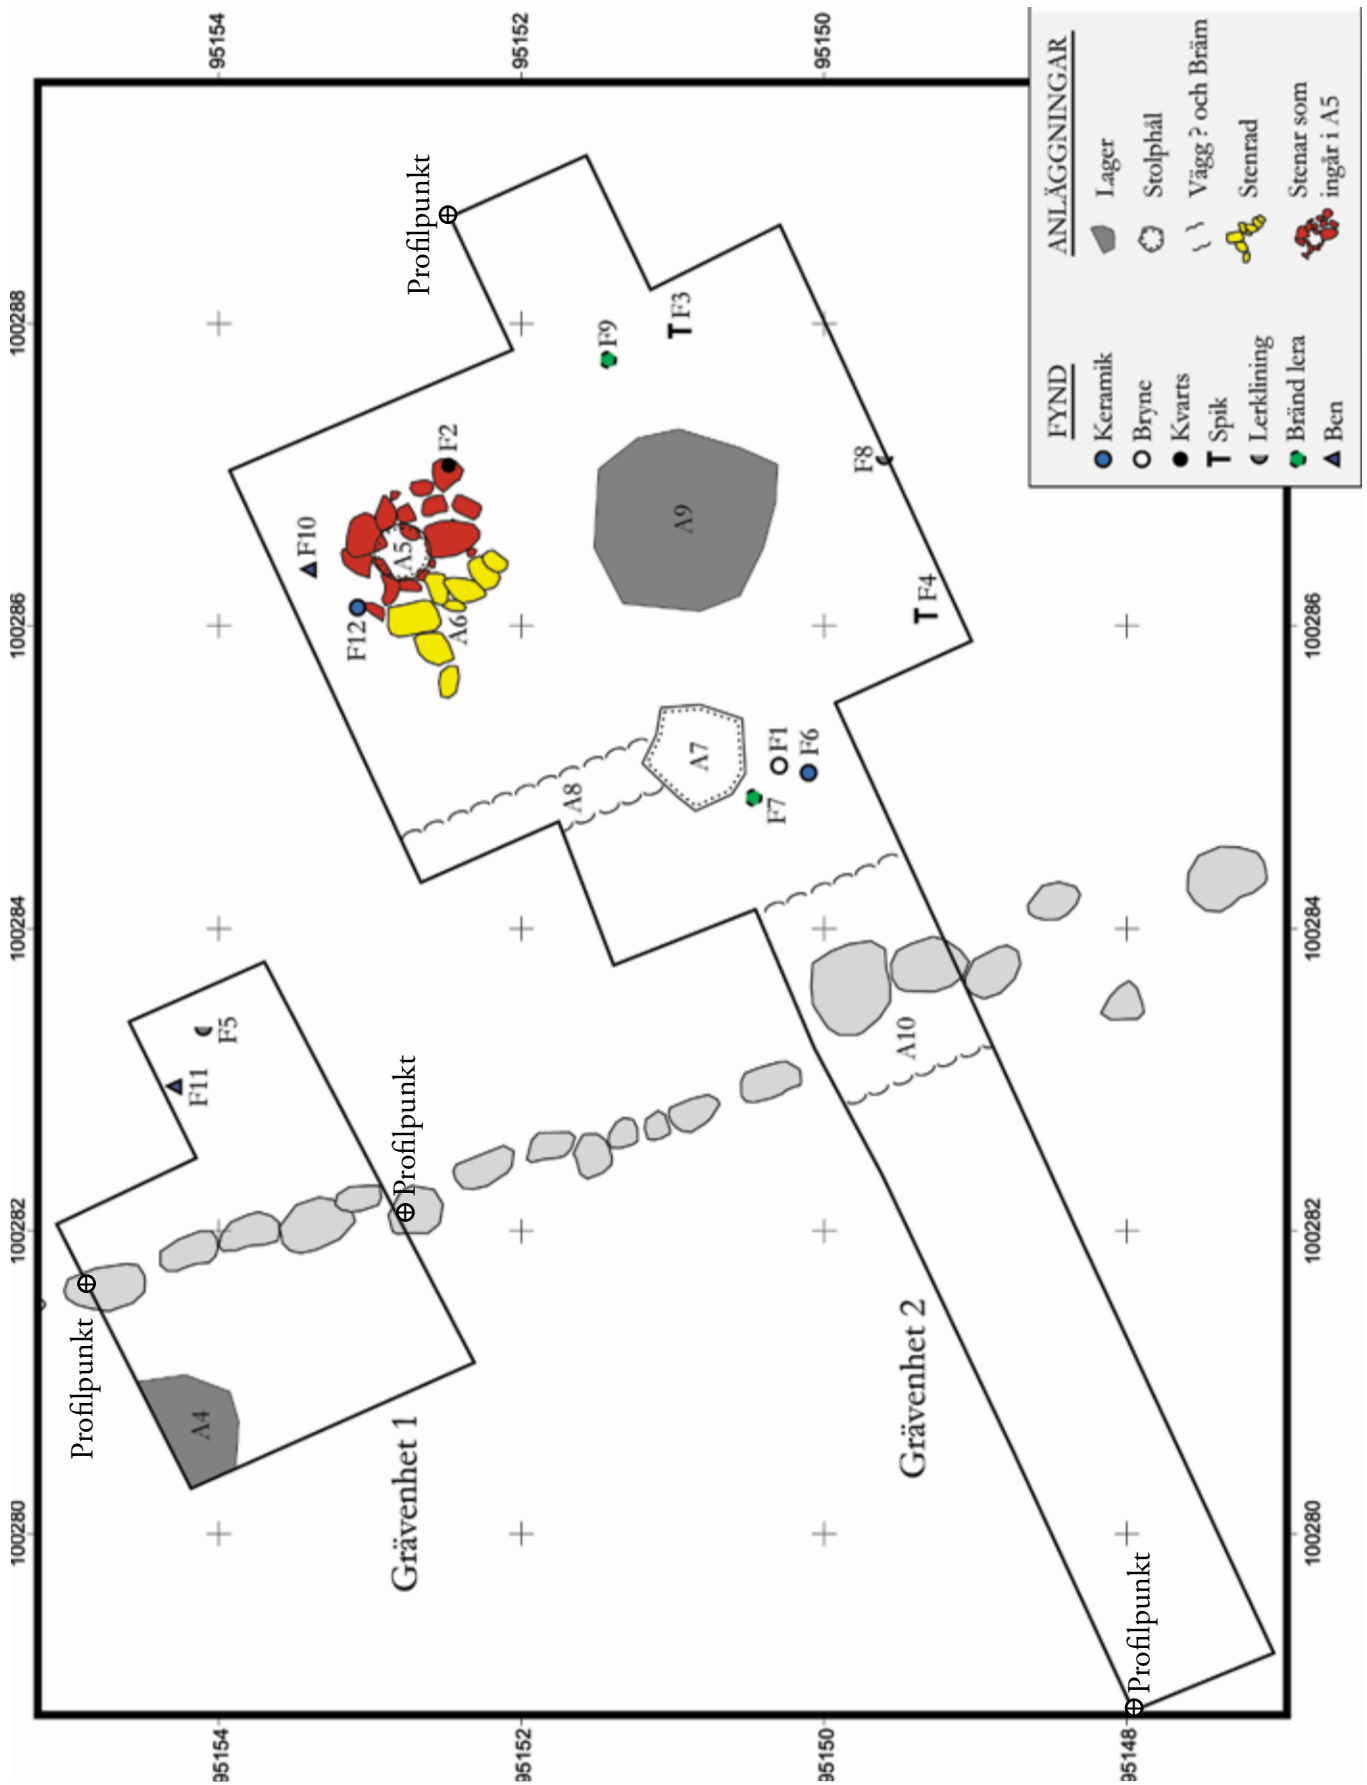 95154
95152
95150
100288
100286
100284
100282
100280
100288
100286
100284
100282
100280
95154
95152
95150
95148
Profilpunkt
F9
F3
F2
F10
A5
F12
A6
A9
F8
F4
A8
A7
F1
F6
F7
A10
F5
F11
Profilpunkt
Profilpunkt
A4
Grävenhet 1
Grävenhet 2
Profilpunkt
FYND
Keramik
Bryne
Kvarts
Spik
Lerklining
Bränd lera
Ben
ANLÄGGNINGAR
Lager
Stolphål
Vägg ? och Bräm
Stenrad
Stenar som
ingår i A5